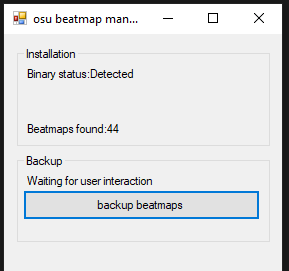 osu beatmap man...
Installation
Binary status:Detected
Beatmaps found:44
Backup
Waiting for user interaction
backup beatmaps